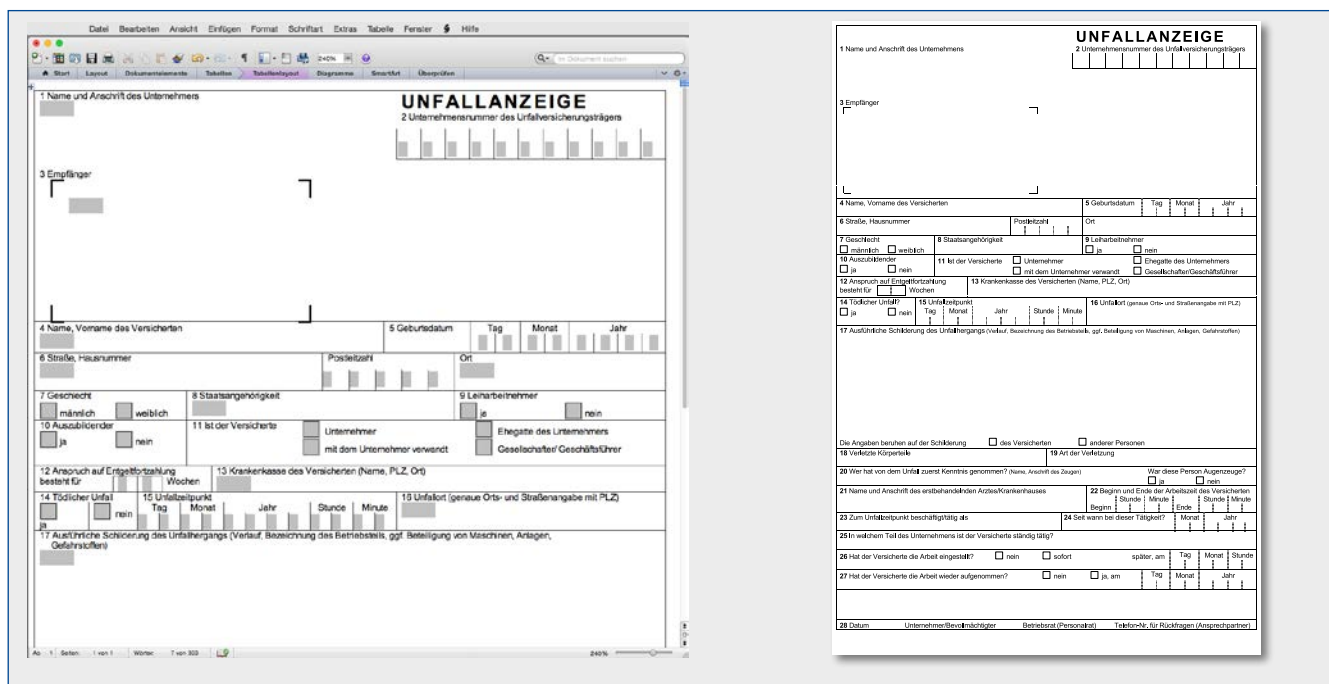 Datei Bearbeiten Ansicht Einfügen Format Schriftart Extras Tabelle Fenster Hilfe
240%
Im Dokument suchen
Start Layout Dokumentelemente Tabellen Tabellenlayout Diagramme SmartArt Überprüfen
1 Name und Anschrift des Unternehmers
UNFALLANZEIGE
2 Unternehmensnummer des Unfallversicherungsträgers
3 Empfänger
4 Name, Vorname des Versicherten
5 Geburtsdatum Tag Monat Jahr
6 Straße, Hausnummer Postleitzahl Ort
7 Geschlecht 8 Staatsangehörigkeit 9 Leiharbeitnehmer
männlich weiblich ja nein
10 Auszubildender 11 Ist der Versicherte Unternehmer Ehegatte des Unternehmers
ja nein mit dem Unternehmer verwandt Gesellschafter/Geschäftsführer
12 Anspruch auf Entgeltfortzahlung 13 Krankenkasse des Versicherten (Name, PLZ, Ort)
besteht für Wochen
14 Tödlicher Unfall 15 Unfallzeitpunkt 16 Unfallort (genaue Orts- und Straßenangabe mit PLZ)
ja nein Tag Monat Jahr Stunde Minute
17 Ausführliche Schilderung des Unfallhergangs (Verlauf, Bezeichnung des Betriebsteils, ggf. Beteiligung von Maschinen, Anlagen,
Gefahrstoffen)
Seiten: 1 von 1 Wörter: 7 von 303 240%
UNFALLANZEIGE
1 Name und Anschrift des Unternehmens 2 Unternehmensnummer des Unfallversicherungsträgers
3 Empfänger
4 Name, Vorname des Versicherten 5 Geburtsdatum Tag Monat Jahr
6 Straße, Hausnummer Postleitzahl Ort
7 Geschlecht 8 Staatsangehörigkeit 9 Leiharbeitnehmer
männlich weiblich ja nein
10 Auszubildender 11 Ist der Versicherte Unternehmer Ehegatte des Unternehmers
ja nein mit dem Unternehmer verwandt Gesellschafter/Geschäftsführer
12 Anspruch auf Entgeltfortzahlung 13 Krankenkasse des Versicherten (Name, PLZ, Ort)
besteht für Wochen
14 Tödlicher Unfall? 15 Unfallzeitpunkt 16 Unfallort (genaue Orts- und Straßenangabe mit PLZ)
ja nein Tag Monat Jahr Stunde Minute
17 Ausführliche Schilderung des Unfallhergangs (Verlauf, Bezeichnung des Betriebsteils, ggf. Beteiligung von Maschinen, Anlagen, Gefahrstoffen)
Die Angaben beruhen auf der Schilderung des Versicherten anderer Personen
18 Verletzte Körperteile 19 Art der Verletzung
20 Wer hat von dem Unfall zuerst Kenntnis genommen? (Name, Anschrift des Zeugen) War diese Person Augenzeuge?
ja nein
21 Name und Anschrift des erstbehandelnden Arztes/Krankenhauses 22 Beginn und Ende der Arbeitszeit des Versicherten
Stunde Minute Stunde Minute
Beginn Ende
23 Zum Unfallzeitpunkt beschäftigt/tätig als 24 Seit wann bei dieser Tätigkeit? Monat Jahr
25 In welchem Teil des Unternehmens ist der Versicherte ständig tätig?
26 Hat der Versicherte die Arbeit eingestellt? nein sofort später, am Tag Monat Stunde
27 Hat der Versicherte die Arbeit wieder aufgenommen? nein ja, am Tag Monat Jahr
28 Datum Unternehmer/Bevollmächtigter Betriebsrat (Personalrat) Telefon-Nr. für Rückfragen (Ansprechpartner)